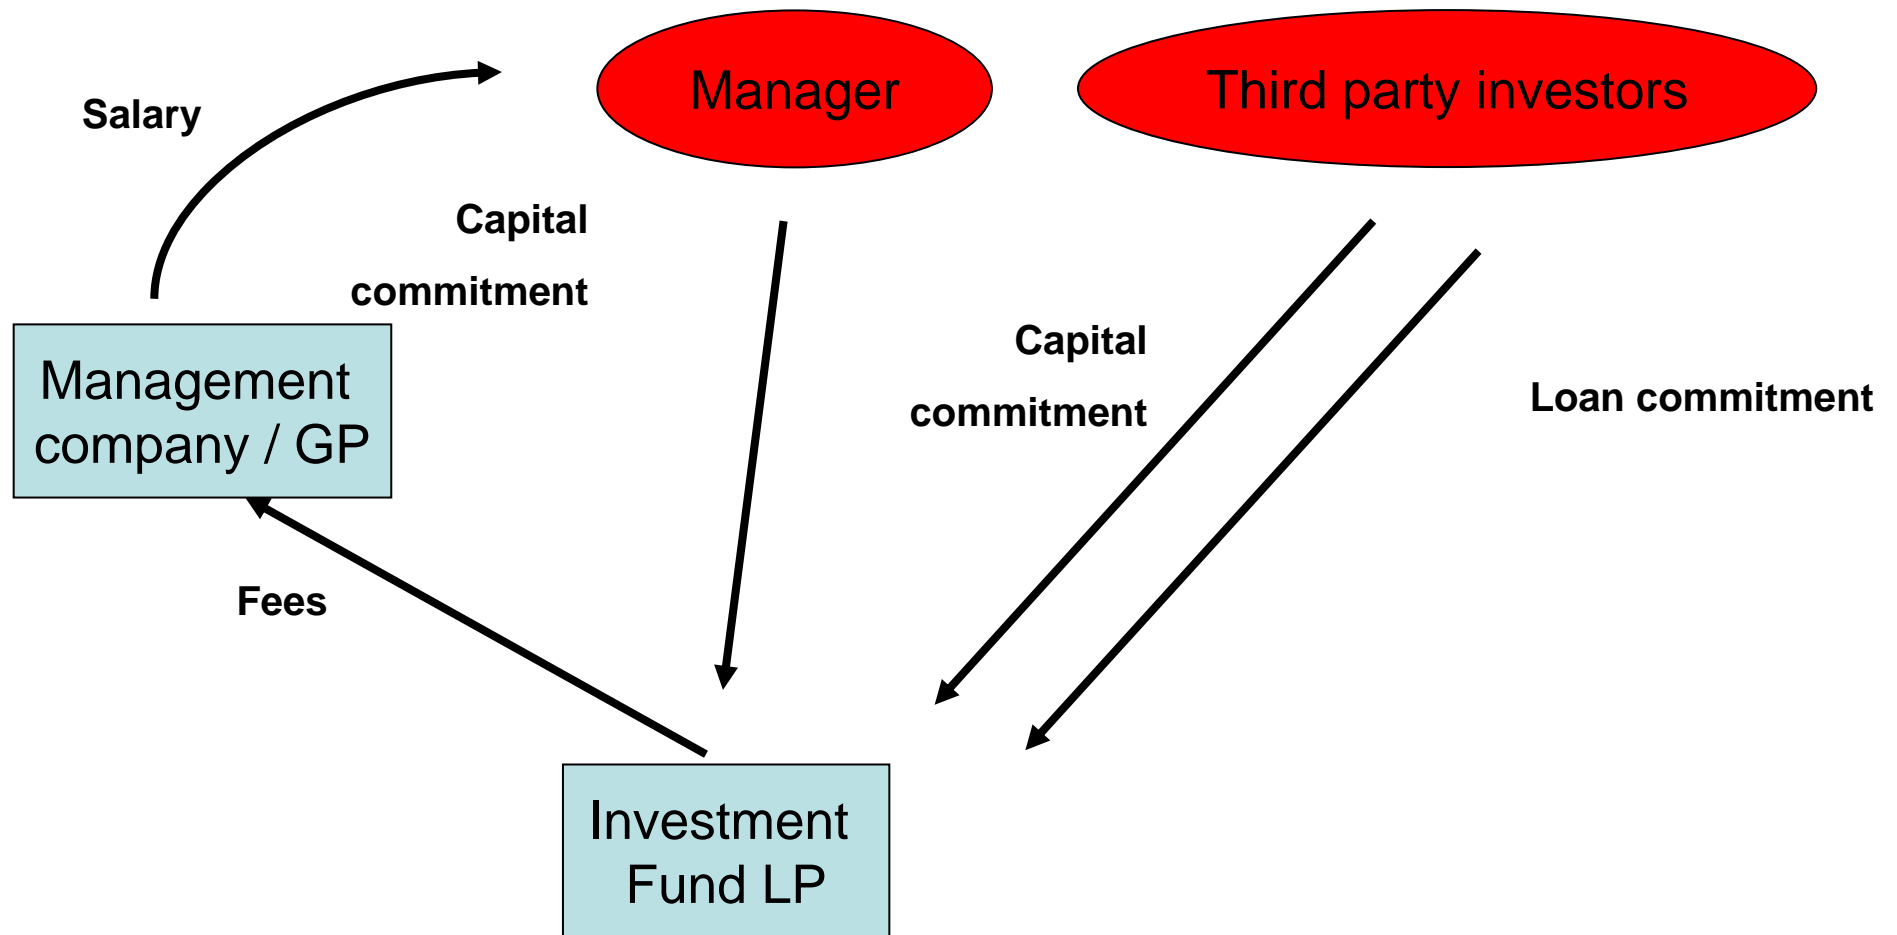 Manager
Third party investors
Salary
Capital
commitment
Capital
commitment
Loan commitment
Management
company / GP
Fees
Investment
Fund LP